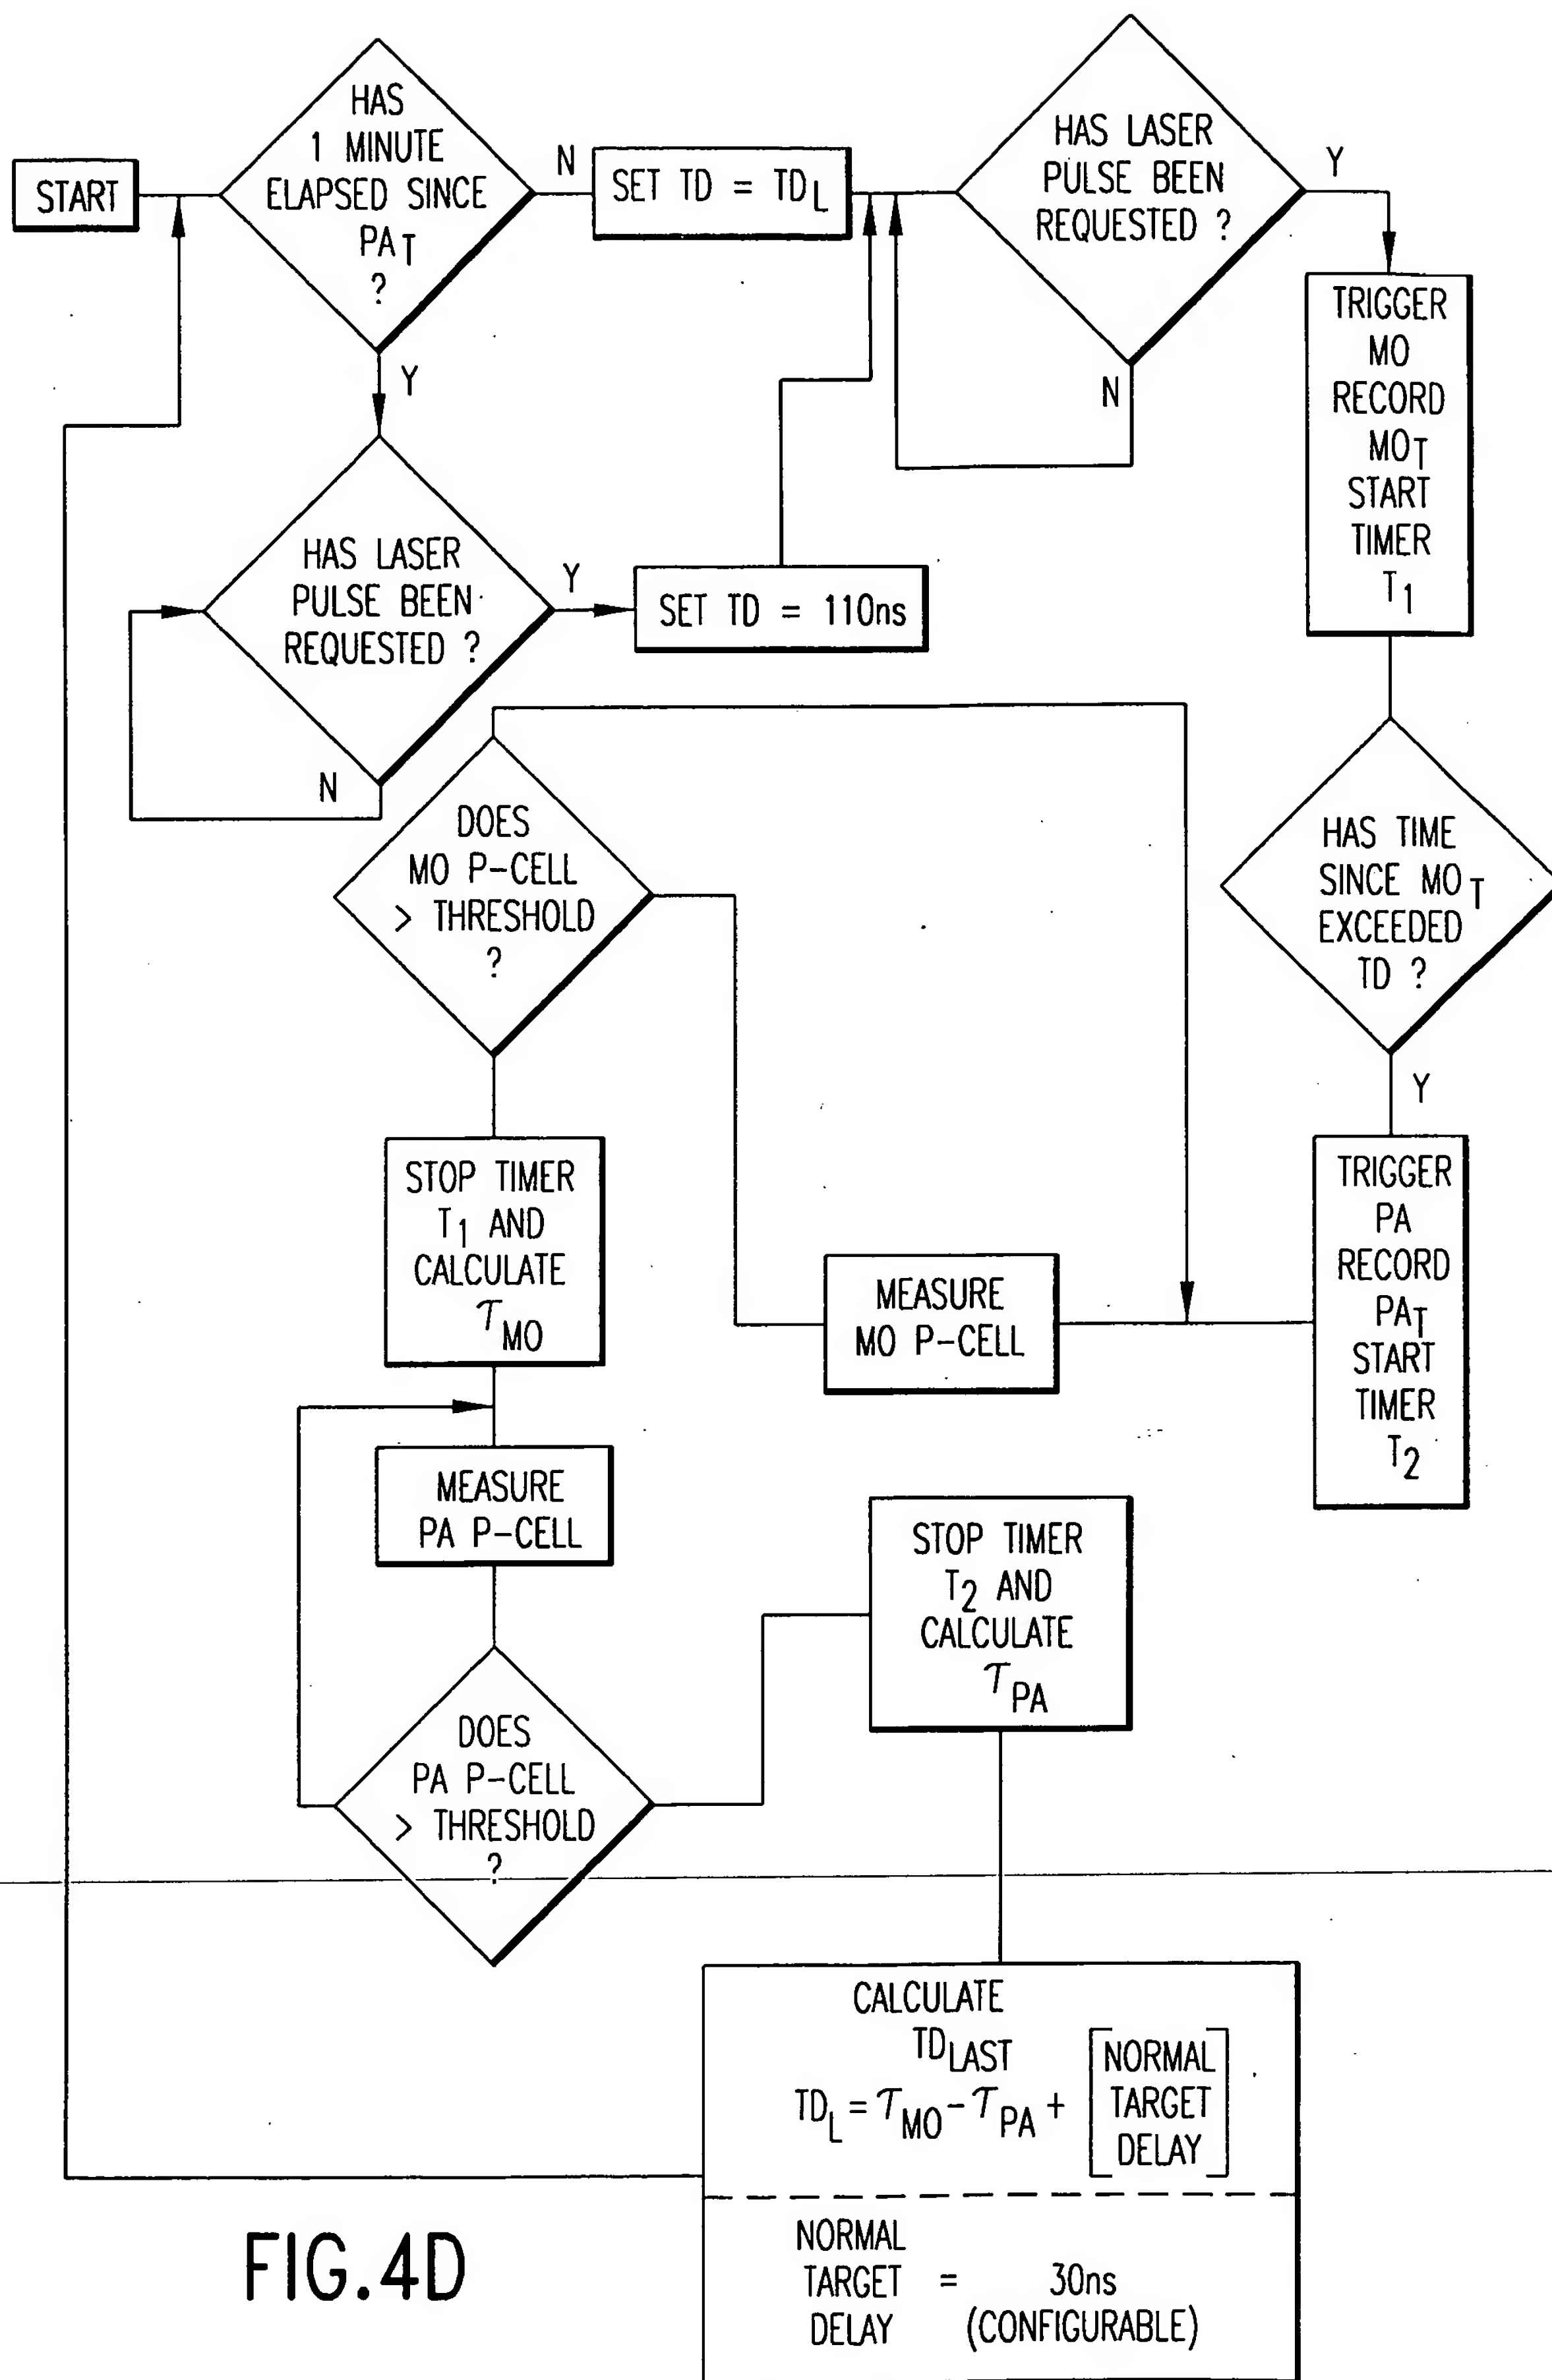 START
HAS
1 MINUTE
ELAPSED SINCE
PAT
?
N
SET TD = TDL
HAS LASER
PULSE BEEN
REQUESTED ?
Y
N
TRIGGER
MO
RECORD
MOT
START
TIMER
T1
Y
HAS LASER
PULSE BEEN
REQUESTED ?
Y
N
SET TD = 110ns
HAS TIME
SINCE MOT
EXCEEDED
TD ?
Y
TRIGGER
PA
RECORD
PAT
START
TIMER
T2
DOES
MO P-CELL
> THRESHOLD
?
MEASURE
MO P-CELL
STOP TIMER
T1 AND
CALCULATE
τMO
MEASURE
PA P-CELL
DOES
PA P-CELL
> THRESHOLD
?
STOP TIMER
T2 AND
CALCULATE
τPA
CALCULATE
TDLAST
TDL = τMO - τPA + [NORMAL
TARGET
DELAY]
NORMAL
TARGET = 30ns
DELAY (CONFIGURABLE)
FIG.4D